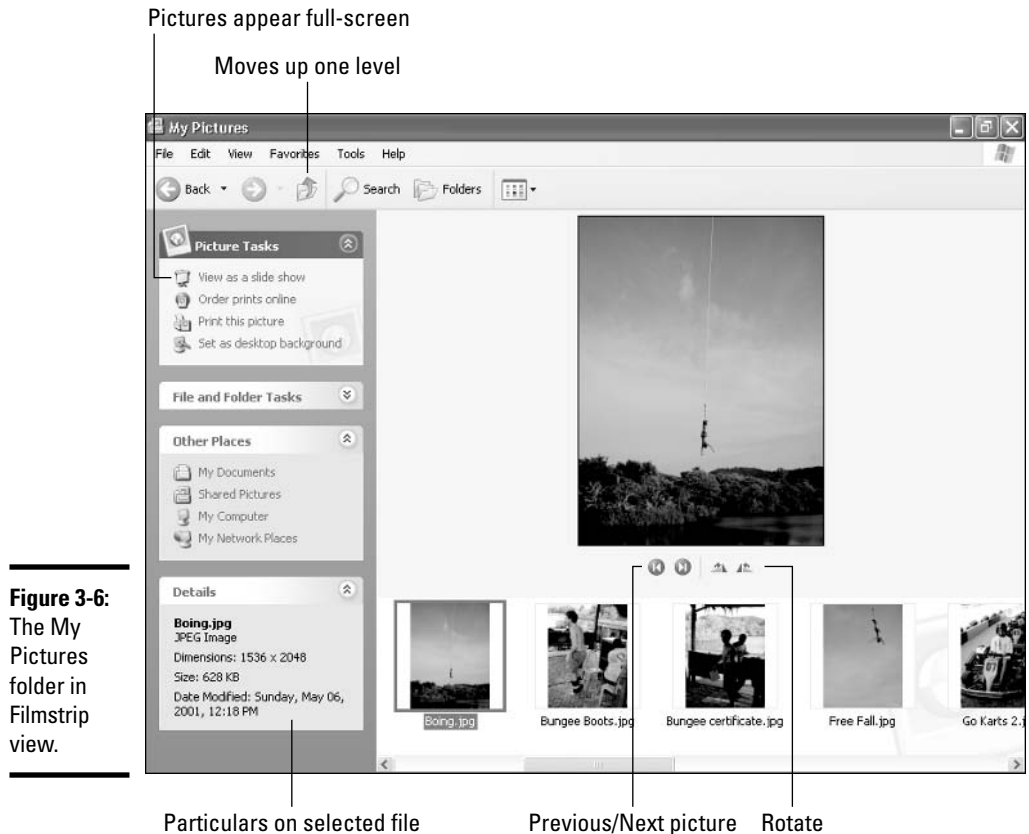 Pictures appear full-screen
Moves up one level
My Pictures
File Edit View Favorites Tools Help
Back Search Folders
Picture Tasks
View as a slide show
Order prints online
Print this picture
Set as desktop background
File and Folder Tasks
Other Places
My Documents
Shared Pictures
My Computer
My Network Places
Details
Boing.jpg
JPEG Image
Dimensions: 1536 x 2048
Size: 628 KB
Date Modified: Sunday, May 06,
2001, 12:18 PM
Boing.jpg Bungee Boots.jpg Bungee certificate.jpg Free Fall.jpg Go Karts 2.j
Figure 3-6:
The My
Pictures
folder in
Filmstrip
view.
Particulars on selected file Previous/Next picture Rotate